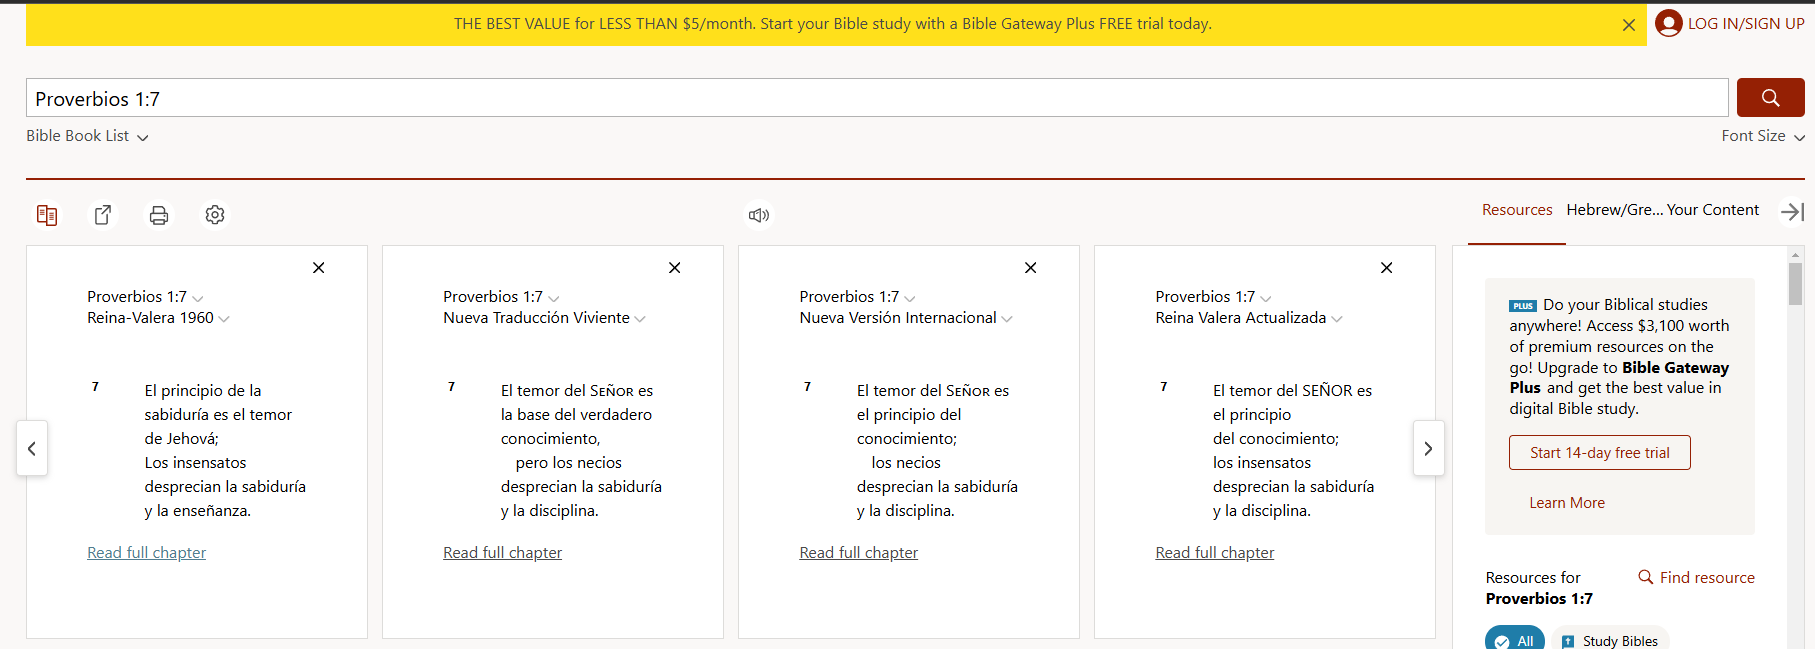 THE BEST VALUE for LESS THAN $5/month. Start your Bible study with a Bible Gateway Plus FREE trial today.
LOG IN/SIGN UP
Proverbios 1:7
Bible Book List
Font Size
Resources
Hebrew/Gre...
Your Content
Proverbios 1:7
Reina-Valera 1960
7
El principio de la
sabiduría es el temor
de Jehová;
Los insensatos
desprecian la sabiduría
y la enseñanza.
Read full chapter
Proverbios 1:7
Nueva Traducción Viviente
7
El temor del SEÑOR es
la base del verdadero
conocimiento,
pero los necios
desprecian la sabiduría
y la disciplina.
Read full chapter
Proverbios 1:7
Nueva Versión Internacional
7
El temor del SEÑOR es
el principio del
conocimiento;
los necios
desprecian la sabiduría
y la disciplina.
Read full chapter
Proverbios 1:7
Reina Valera Actualizada
7
El temor del SEÑOR es
el principio
del conocimiento;
los insensatos
desprecian la sabiduría
y la disciplina.
Read full chapter
PLUS Do your Biblical studies
anywhere! Access $3,100 worth
of premium resources on the
go! Upgrade to Bible Gateway
Plus and get the best value in
digital Bible study.
Start 14-day free trial
Learn More
Resources for
Proverbios 1:7
Find resource
All
Study Bibles